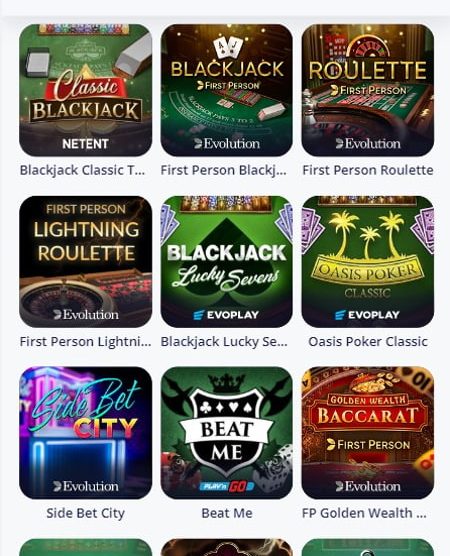 Classic
BLACKJACK
NETENT
BLACKJACK
FIRST PERSON
BLACKJACK PAYS 3 TO 2
Evolution
ROULETTE
FIRST PERSON
Evolution
Blackjack Classic T...
First Person Blackj...
First Person Roulette
FIRST PERSON
LIGHTNING
ROULETTE
Evolution
BLACKJACK
Lucky Sevens
EVOPLAY
OASIS POKER
CLASSIC
EVOPLAY
First Person Lightni...
Blackjack Lucky Se...
Oasis Poker Classic
Side Bet
CITY
Evolution
BEAT
ME
PLAY'n GO
GOLDEN WEALTH
BACCARAT
FIRST PERSON
Evolution
Side Bet City
Beat Me
FP Golden Wealth ...